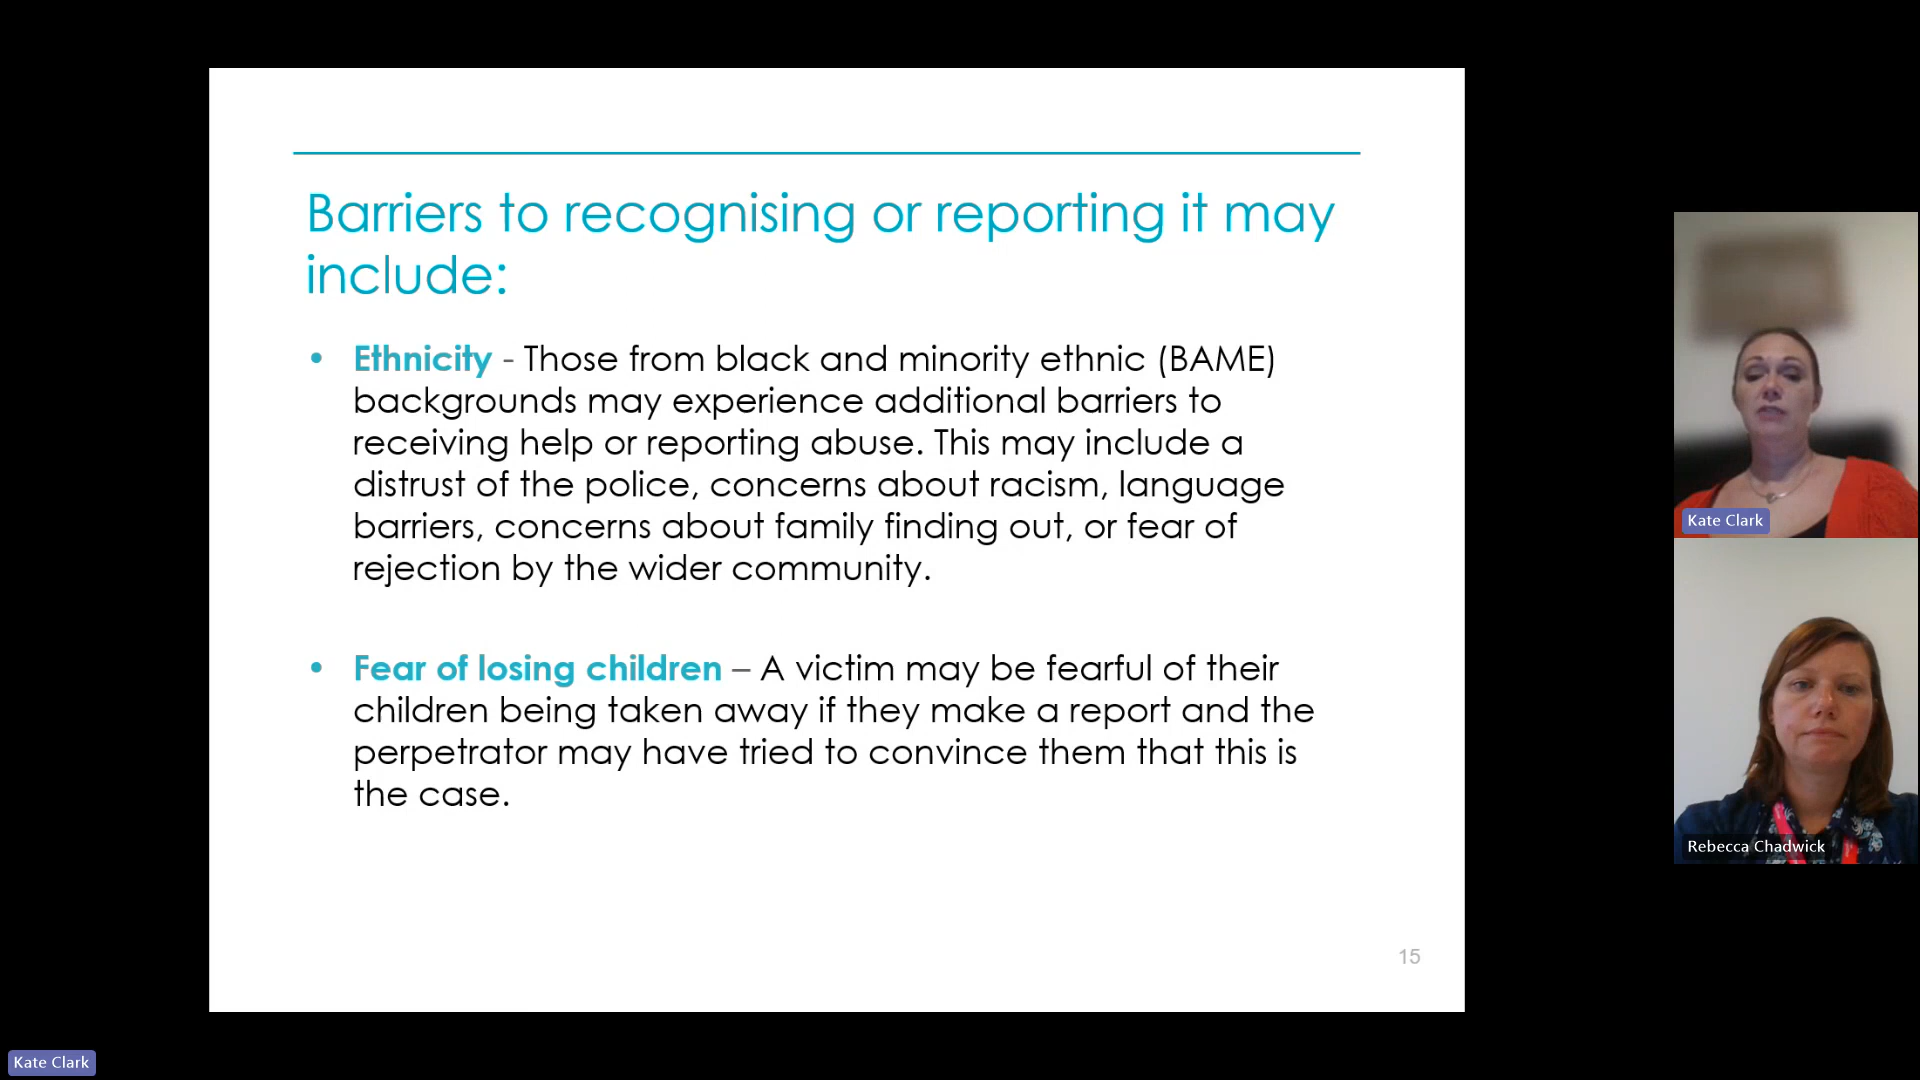 Barriers to recognising or reporting it may
include:
• Ethnicity - Those from black and minority ethnic (BAME)
backgrounds may experience additional barriers to
receiving help or reporting abuse. This may include a
distrust of the police, concerns about racism, language
barriers, concerns about family finding out, or fear of
rejection by the wider community.
• Fear of losing children – A victim may be fearful of their
children being taken away if they make a report and the
perpetrator may have tried to convince them that this is
the case.
15
Kate Clark
Rebecca Chadwick
Kate Clark